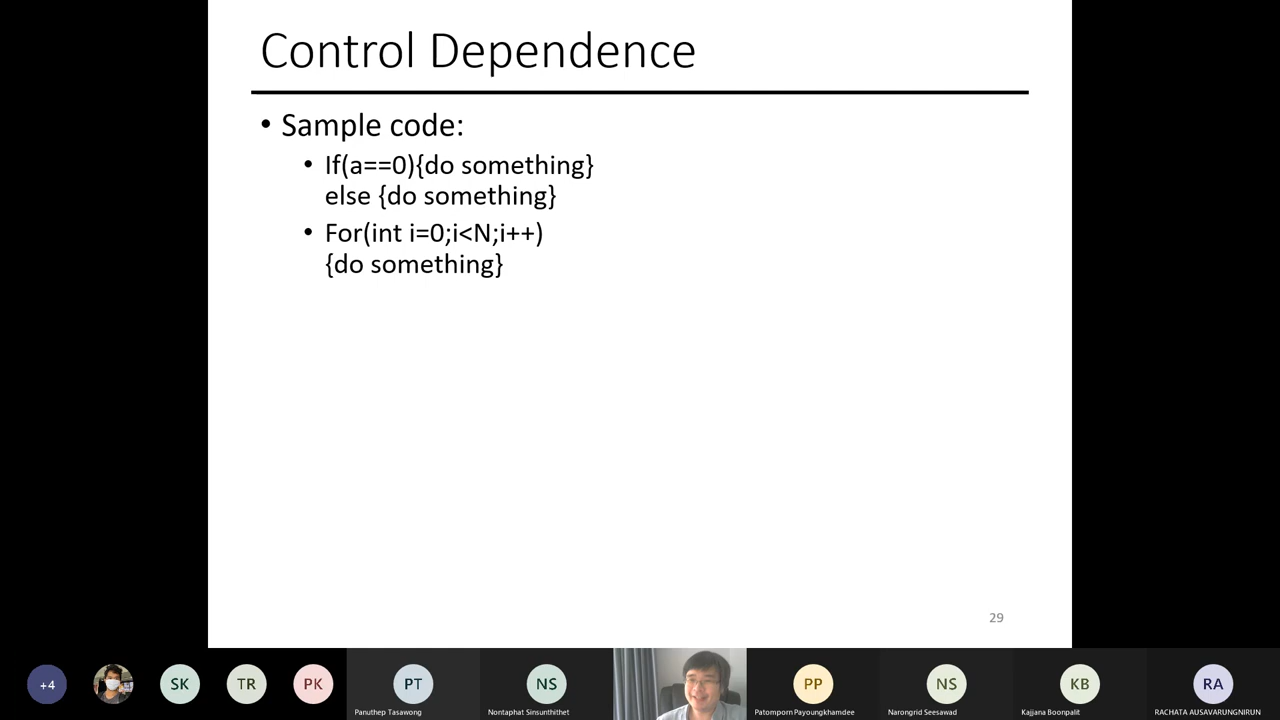 Control Dependence
• Sample code:
• If(a==0){do something}
else {do something}
• For(int i=0;i<N;i++)
{do something}
29
+4
SK
TR
PK
PT
NS
PP
NS
KB
RA
Panuthep Tasawong
Nontaphat Sinsunthithet
Patomporn Payoungkhamdee
Narongrid Seesawad
Kajjana Boonpalit
RACHATA AUSAVARUNGNIRUN